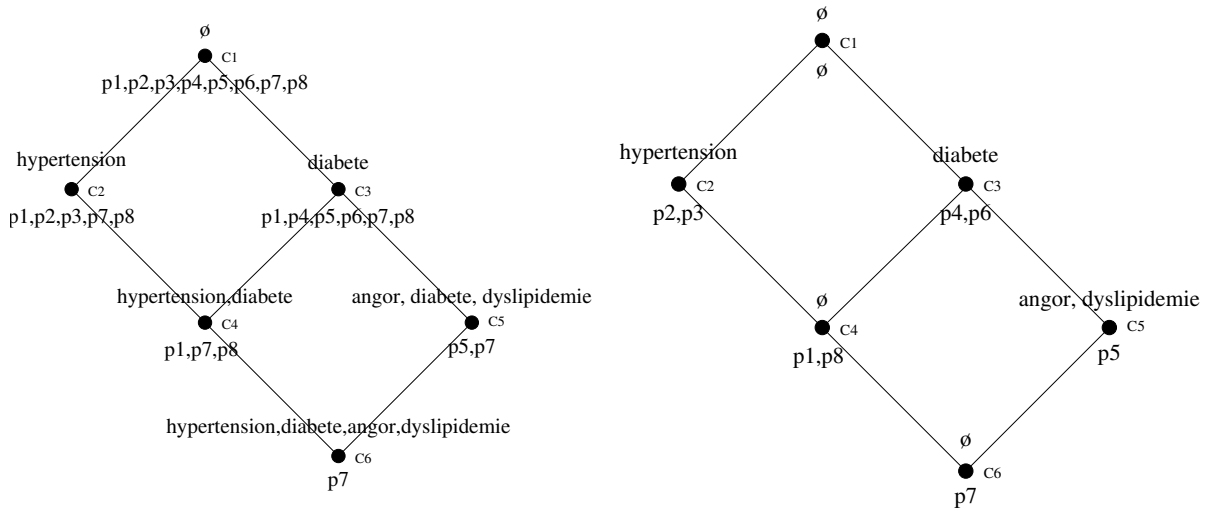 ø
C1
p1,p2,p3,p4,p5,p6,p7,p8
hypertension
C2
p1,p2,p3,p7,p8
diabete
C3
p1,p4,p5,p6,p7,p8
hypertension,diabete
C4
p1,p7,p8
angor, diabete, dyslipidemie
C5
p5,p7
hypertension,diabete,angor,dyslipidemie
C6
p7
ø
C1
ø
hypertension
C2
p2,p3
diabete
C3
p4,p6
ø
C4
p1,p8
angor, dyslipidemie
C5
p5
ø
C6
p7